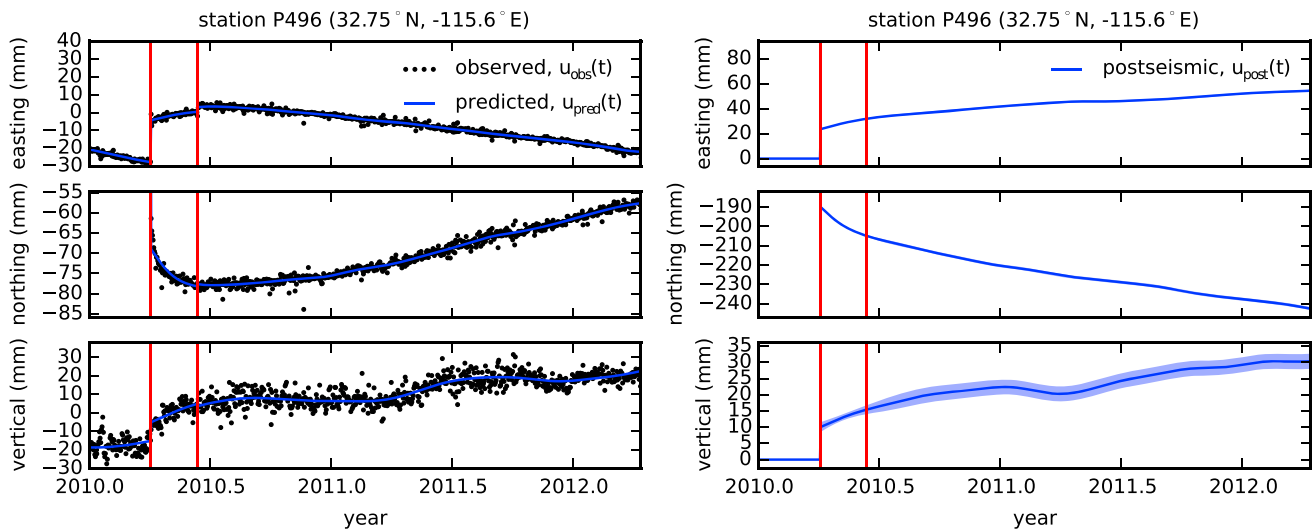 station P496 (32.75°N, -115.6°E)
40
30
20
10
0
−10
−20
−30
easting (mm)
observed, uobs(t)
predicted, upred(t)
−55
−60
−65
−70
−75
−80
−85
northing (mm)
30
20
10
0
−10
−20
−30
vertical (mm)
2010.0 2010.5 2011.0 2011.5 2012.0
year
station P496 (32.75°N, -115.6°E)
80
60
40
20
0
easting (mm)
postseismic, upost(t)
−190
−200
−210
−220
−230
−240
northing (mm)
35
30
25
20
15
10
5
0
vertical (mm)
2010.0 2010.5 2011.0 2011.5 2012.0
year